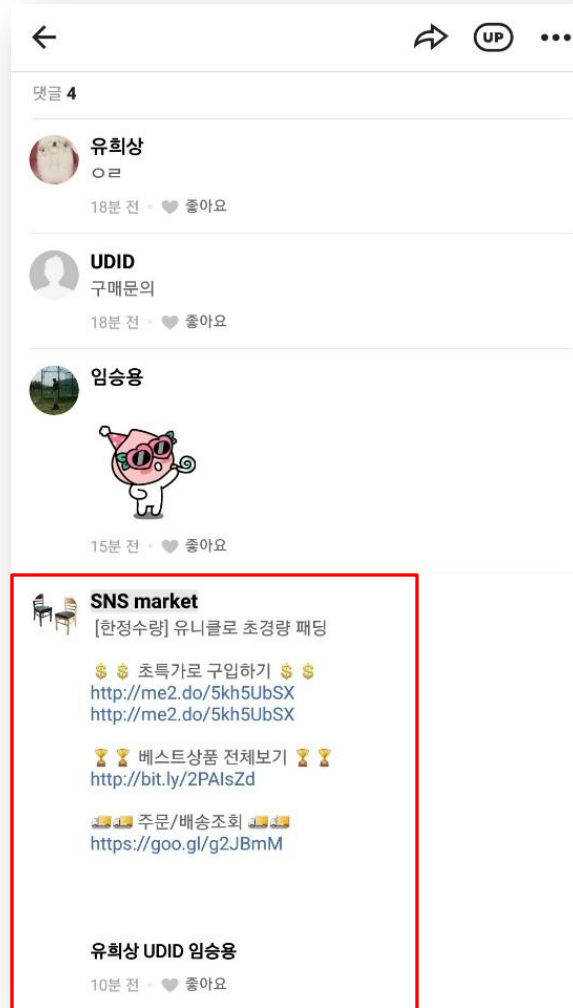 UP
댓글 4
유희상
ㅇㄹ
18분 전 · 좋아요
UDID
구매문의
18분 전 · 좋아요
임승용
15분 전 · 좋아요
SNS market
[한정수량] 유니클로 초경량 패딩
초특가로 구입하기
http://me2.do/5kh5UbSX
http://me2.do/5kh5UbSX
베스트상품 전체보기
http://bit.ly/2PAIsZd
주문/배송조회
https://goo.gl/g2JBmM
유희상 UDID 임승용
10분 전 · 좋아요